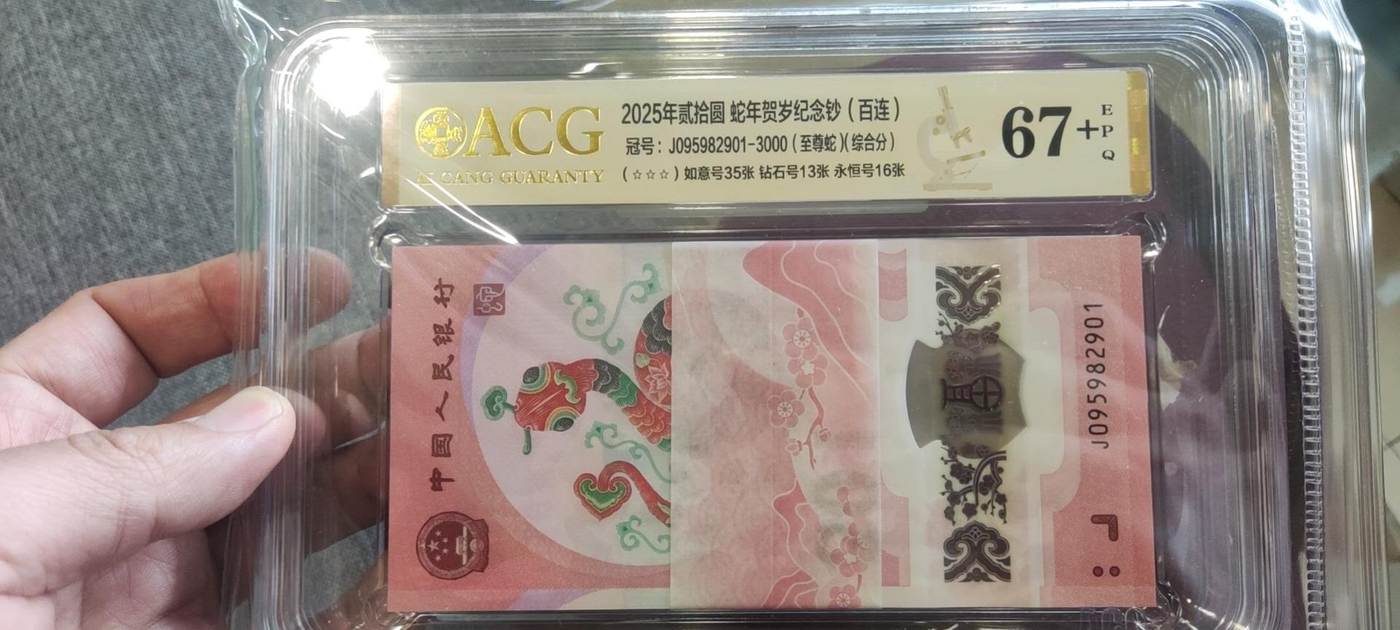 ACG
CANG GUARANTY
2025年贰拾圆 蛇年贺岁纪念钞(百连)
冠号:J095982901-3000(至尊蛇)(综合分)
(☆☆☆)如意号35张 钻石号13张 永恒号16张
67+
EPQ
中国人民银行
J095982901